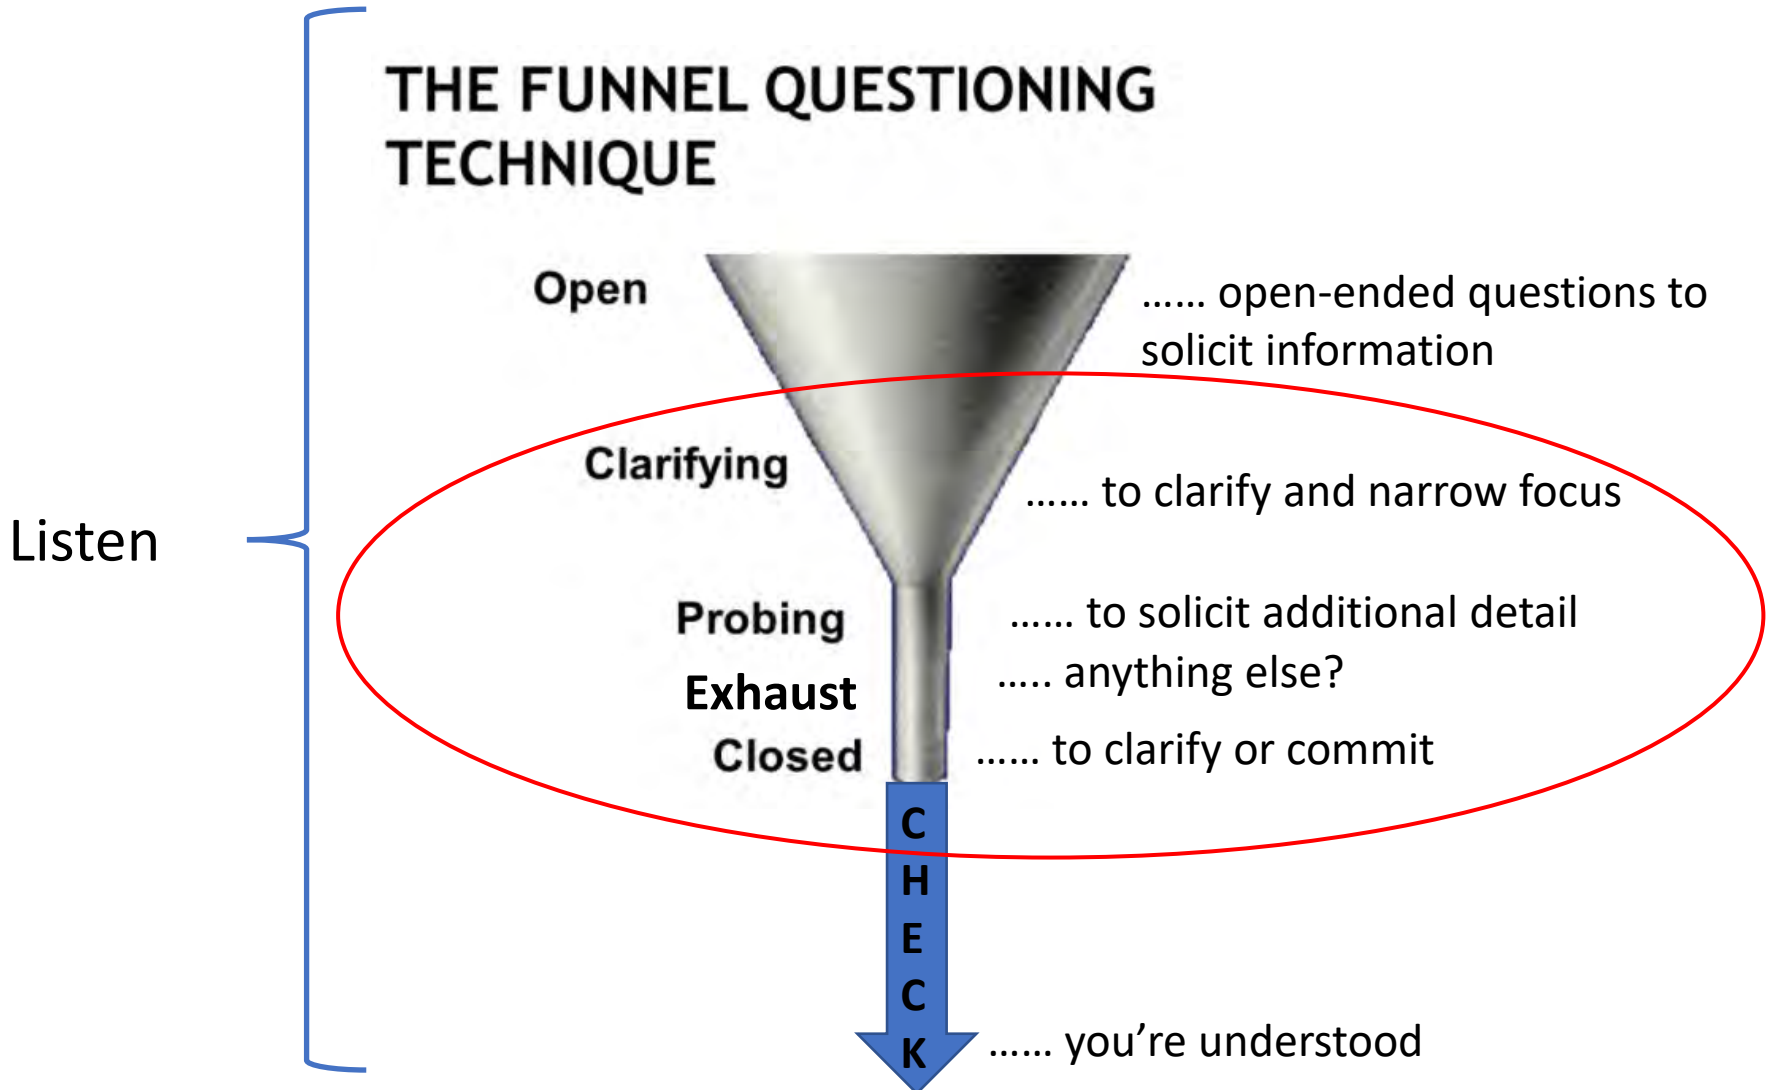 THE FUNNEL QUESTIONING
TECHNIQUE
Listen
Open
…… open-ended questions to
solicit information
Clarifying
…… to clarify and narrow focus
Probing
…… to solicit additional detail
Exhaust
….. anything else?
Closed
…… to clarify or commit
C
H
E
C
K
…… you’re understood